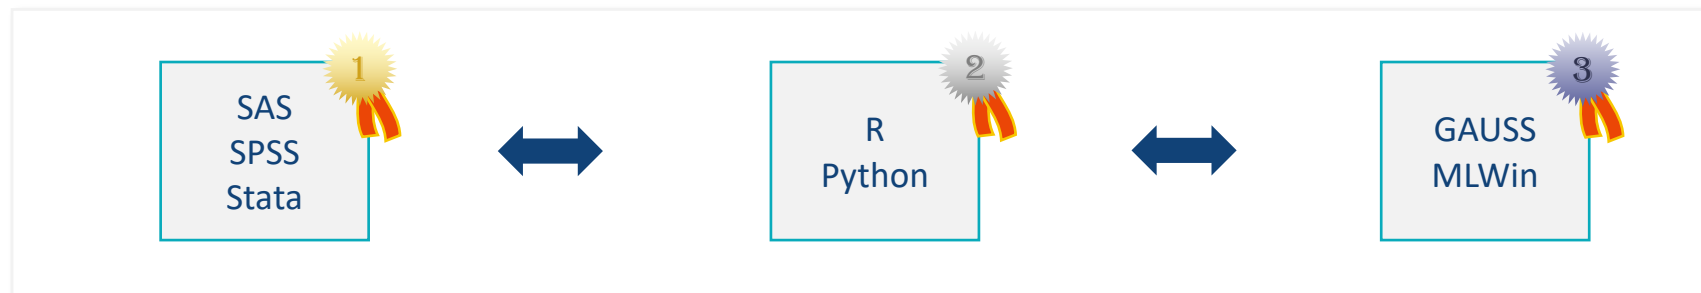 1
SAS
SPSS
Stata
2
R
Python
3
GAUSS
MLWin